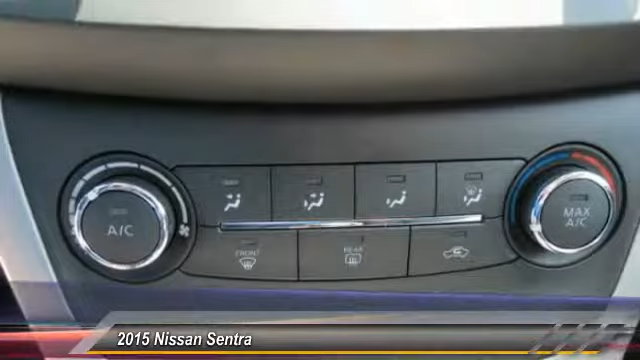 A/C
MAX
A/C
FRONT
REAR
2015 Nissan Sentra